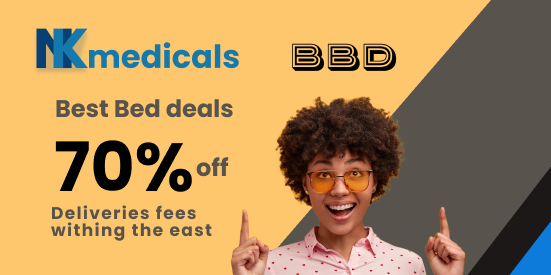 NKmedicals
BBD
Best Bed deals
70% off
Deliveries fees
withing the east